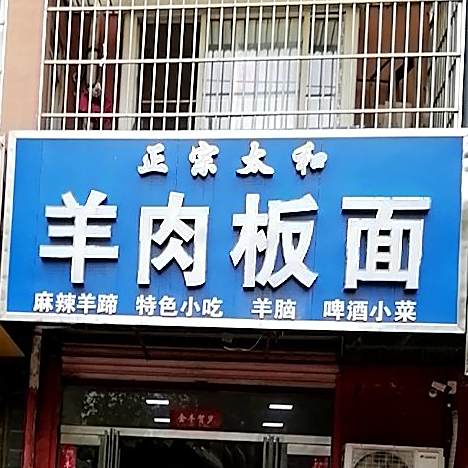 正宗太和
羊肉板面
麻辣羊蹄 特色小吃 羊脑 啤酒小菜